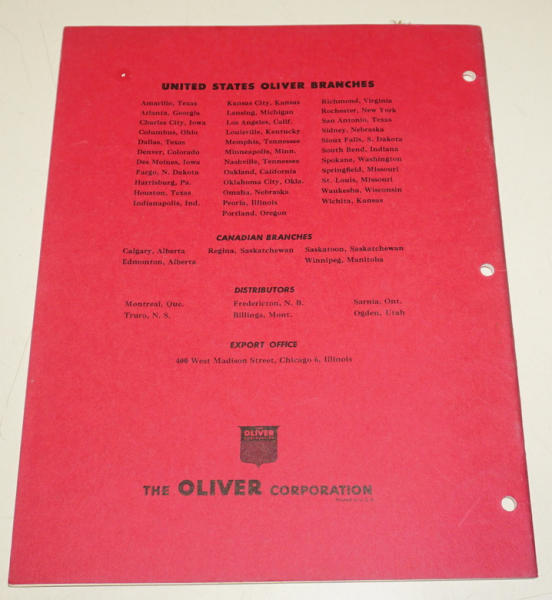 UNITED STATES OLIVER BRANCHES
Amarillo, Texas
Atlanta, Georgia
Charles City, Iowa
Columbus, Ohio
Dallas, Texas
Denver, Colorado
Des Moines, Iowa
Fargo, N. Dakota
Harrisburg, Pa.
Houston, Texas
Indianapolis, Ind.
Kansas City, Kansas
Lansing, Michigan
Los Angeles, Calif.
Louisville, Kentucky
Memphis, Tennessee
Minneapolis, Minn.
Nashville, Tennessee
Oakland, California
Oklahoma City, Okla.
Omaha, Nebraska
Peoria, Illinois
Portland, Oregon
Richmond, Virginia
Rochester, New York
San Antonio, Texas
Sidney, Nebraska
Sioux Falls, S. Dakota
South Bend, Indiana
Spokane, Washington
Springfield, Missouri
St. Louis, Missouri
Waukesha, Wisconsin
Wichita, Kansas
CANADIAN BRANCHES
Calgary, Alberta Regina, Saskatchewan Saskatoon, Saskatchewan
Edmonton, Alberta Winnipeg, Manitoba
DISTRIBUTORS
Montreal, Que. Fredericton, N. B. Sarnia, Ont.
Truro, N. S. Billings, Mont. Ogden, Utah
EXPORT OFFICE
400 West Madison Street, Chicago 6, Illinois
OLIVER
THE OLIVER CORPORATION